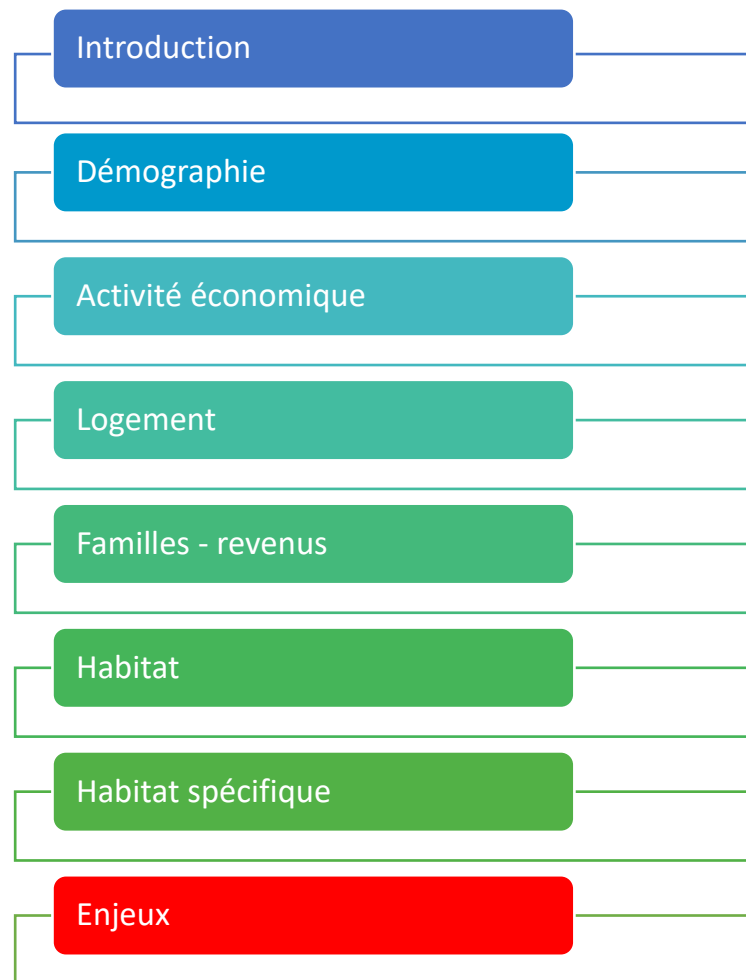 Introduction
Démographie
Activité économique
Logement
Familles - revenus
Habitat
Habitat spécifique
Enjeux